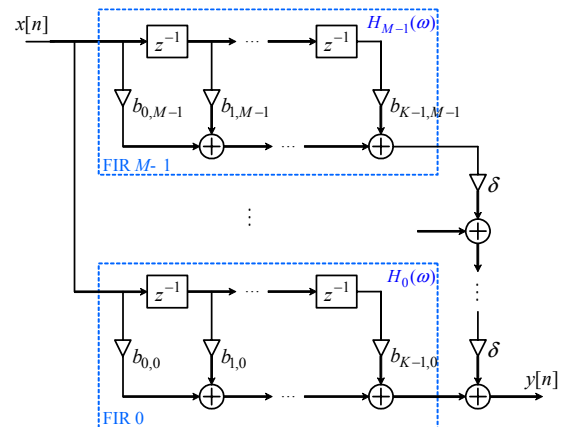 x[n]
H_{M−1}(ω)
z⁻¹ ... z⁻¹
b_{0,M−1} b_{1,M−1} b_{K−1,M−1}
...
FIR M- 1
δ
⋮
H_0(ω)
z⁻¹ ... z⁻¹
⋮
b_{0,0} b_{1,0} b_{K−1,0} δ
y[n]
...
FIR 0